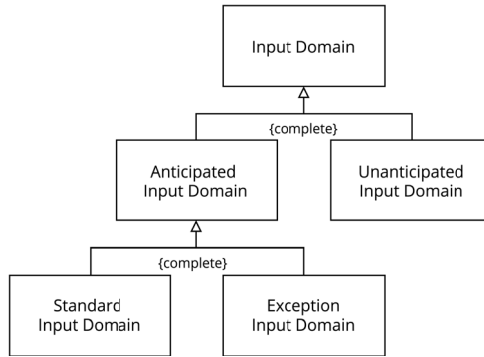 Input Domain
{complete}
Anticipated
Input Domain
Unanticipated
Input Domain
{complete}
Standard
Input Domain
Exception
Input Domain